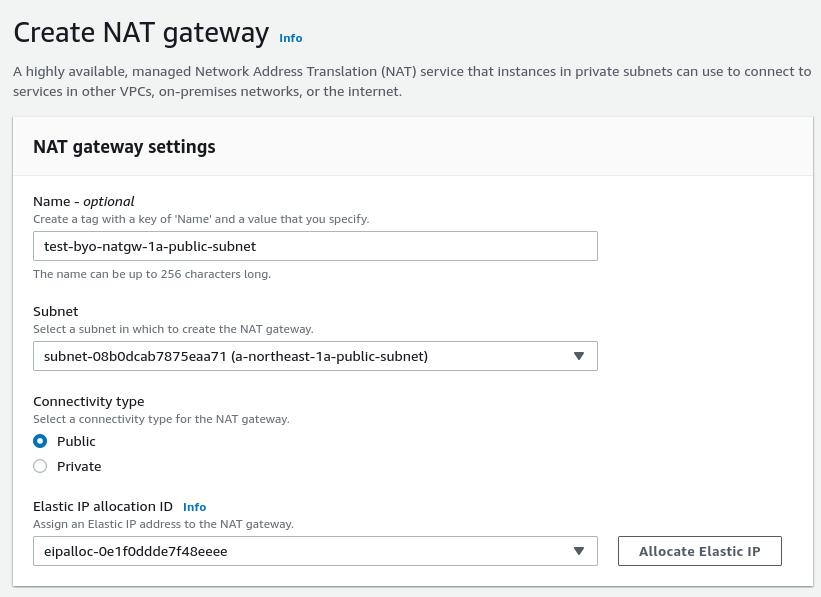 Create NAT gateway Info
A highly available, managed Network Address Translation (NAT) service that instances in private subnets can use to connect to
services in other VPCs, on-premises networks, or the internet.
NAT gateway settings
Name - optional
Create a tag with a key of 'Name' and a value that you specify.
test-byo-natgw-1a-public-subnet
The name can be up to 256 characters long.
Subnet
Select a subnet in which to create the NAT gateway.
subnet-08b0dcab7875eaa71 (a-northeast-1a-public-subnet)
Connectivity type
Select a connectivity type for the NAT gateway.
Public
Private
Elastic IP allocation ID Info
Assign an Elastic IP address to the NAT gateway.
eipalloc-0e1f0ddde7f48eeee
Allocate Elastic IP